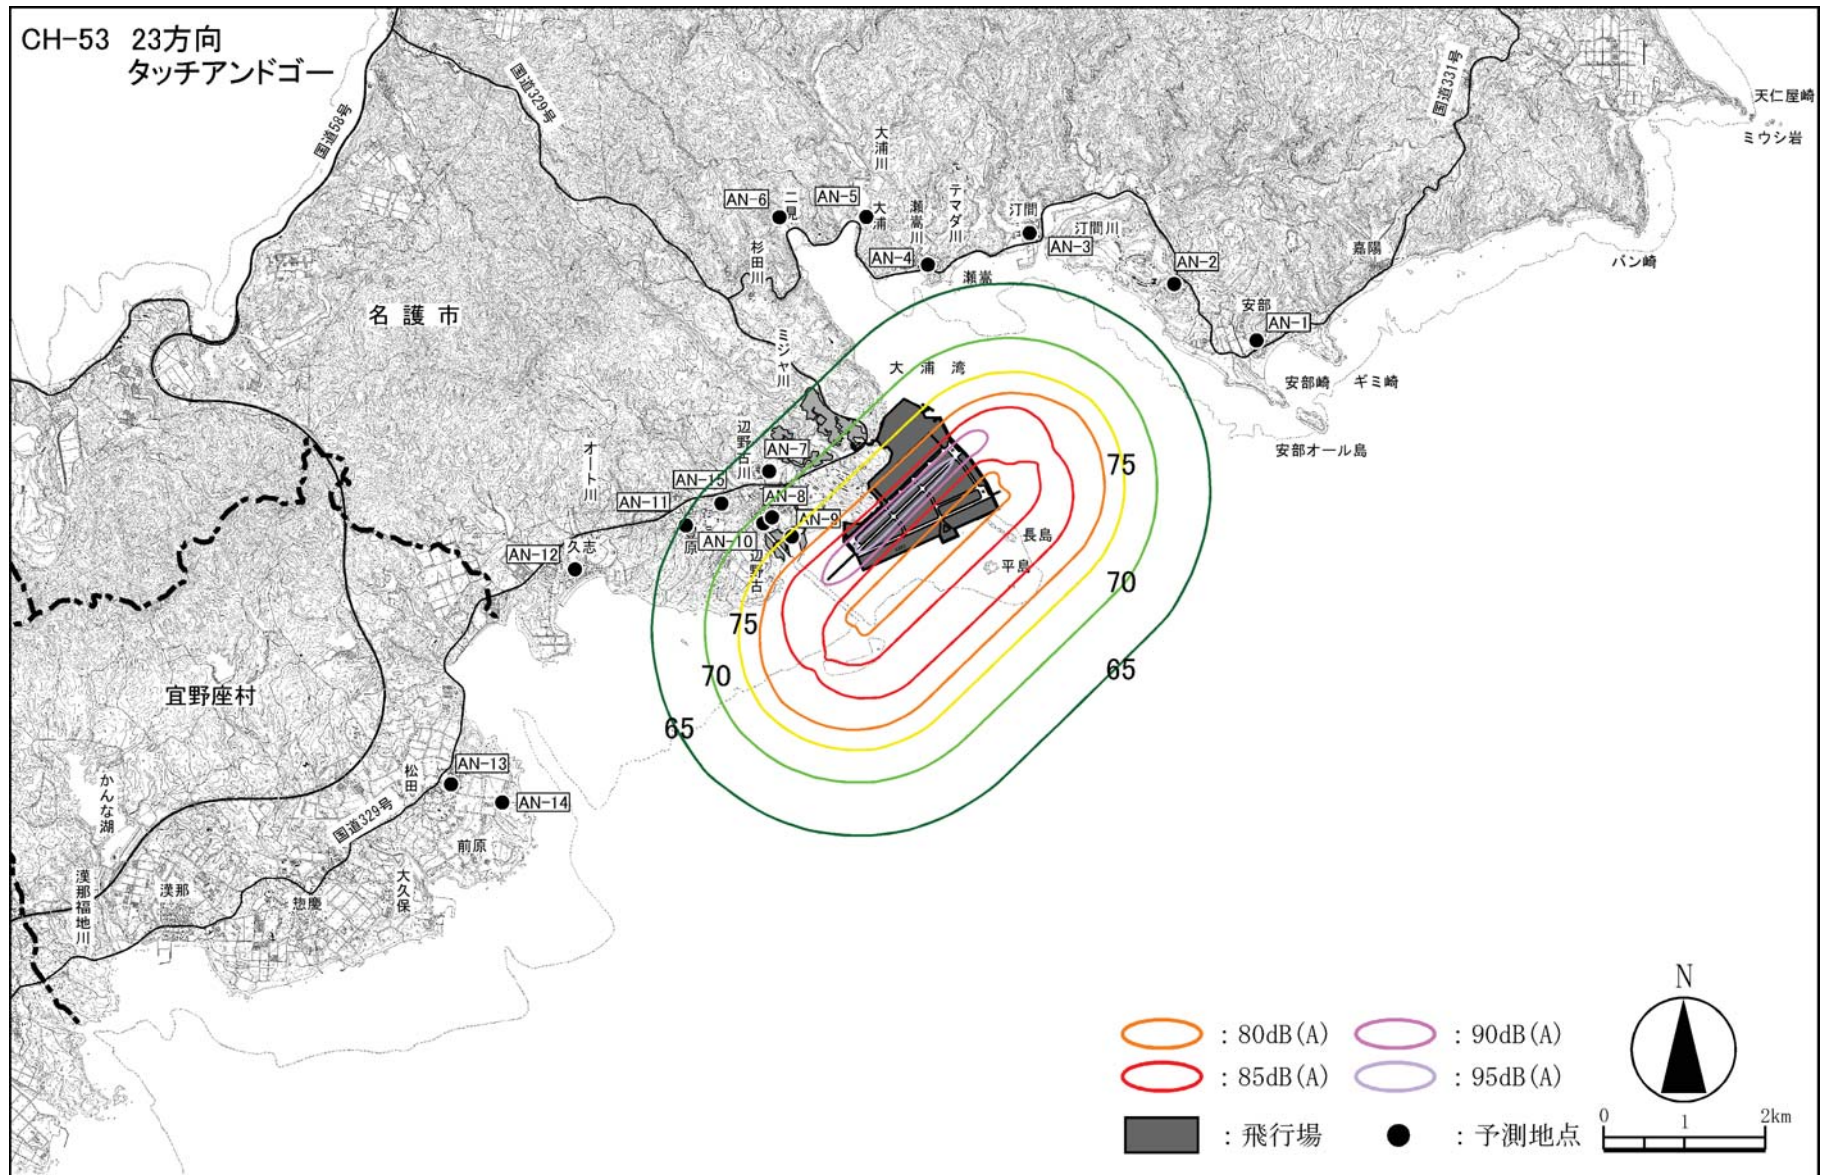 CH-53 23方向
タッチアンドゴー
国道58号
国道329号
国道331号
天仁屋崎
ミウシ岩
大浦川
AN-6
二見
AN-5
大浦
瀬嵩川
テマダ川
汀間
AN-3
汀間川
AN-4
瀬嵩
AN-2
嘉陽
バン崎
杉田川
安部
AN-1
名護市
ミジャ川
大浦湾
安部崎
ギミ崎
安部オール島
辺野古川
オート川
AN-7
AN-15
AN-8
AN-11
AN-9
AN-10
原
辺野古
AN-12
久志
長島
平島
75
70
65
75
70
65
宜野座村
かんな湖
松田
AN-13
AN-14
国道329号
前原
漢那福地川
漢那
惣慶
大久保
N
:80dB(A)
:90dB(A)
:85dB(A)
:95dB(A)
:飛行場
:予測地点
0 1 2km